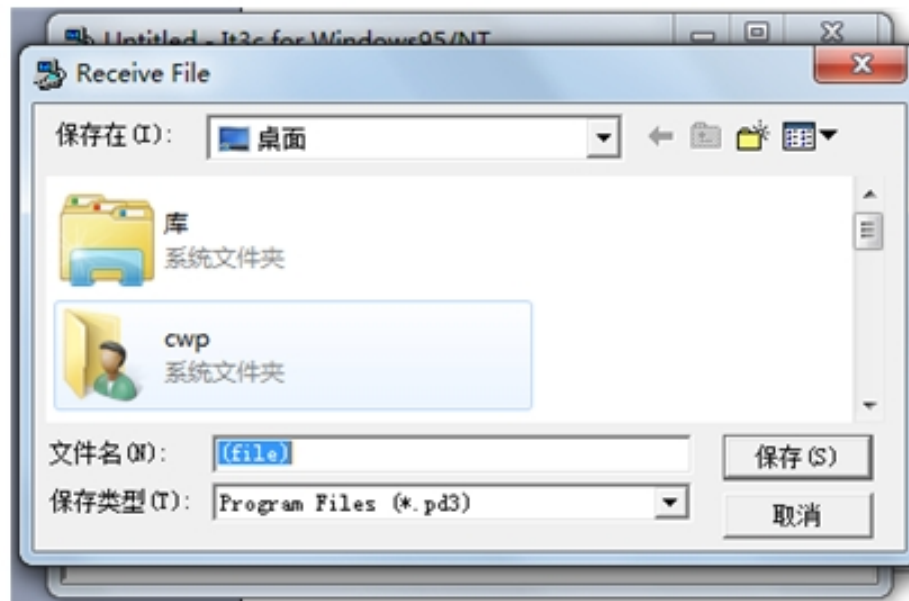 Untitled - It3c for Windows95/NT
Receive File
保存在(I): 桌面
库
系统文件夹
cwp
系统文件夹
文件名(N): (file) 保存(S)
保存类型(T): Program Files (*.pd3) 取消